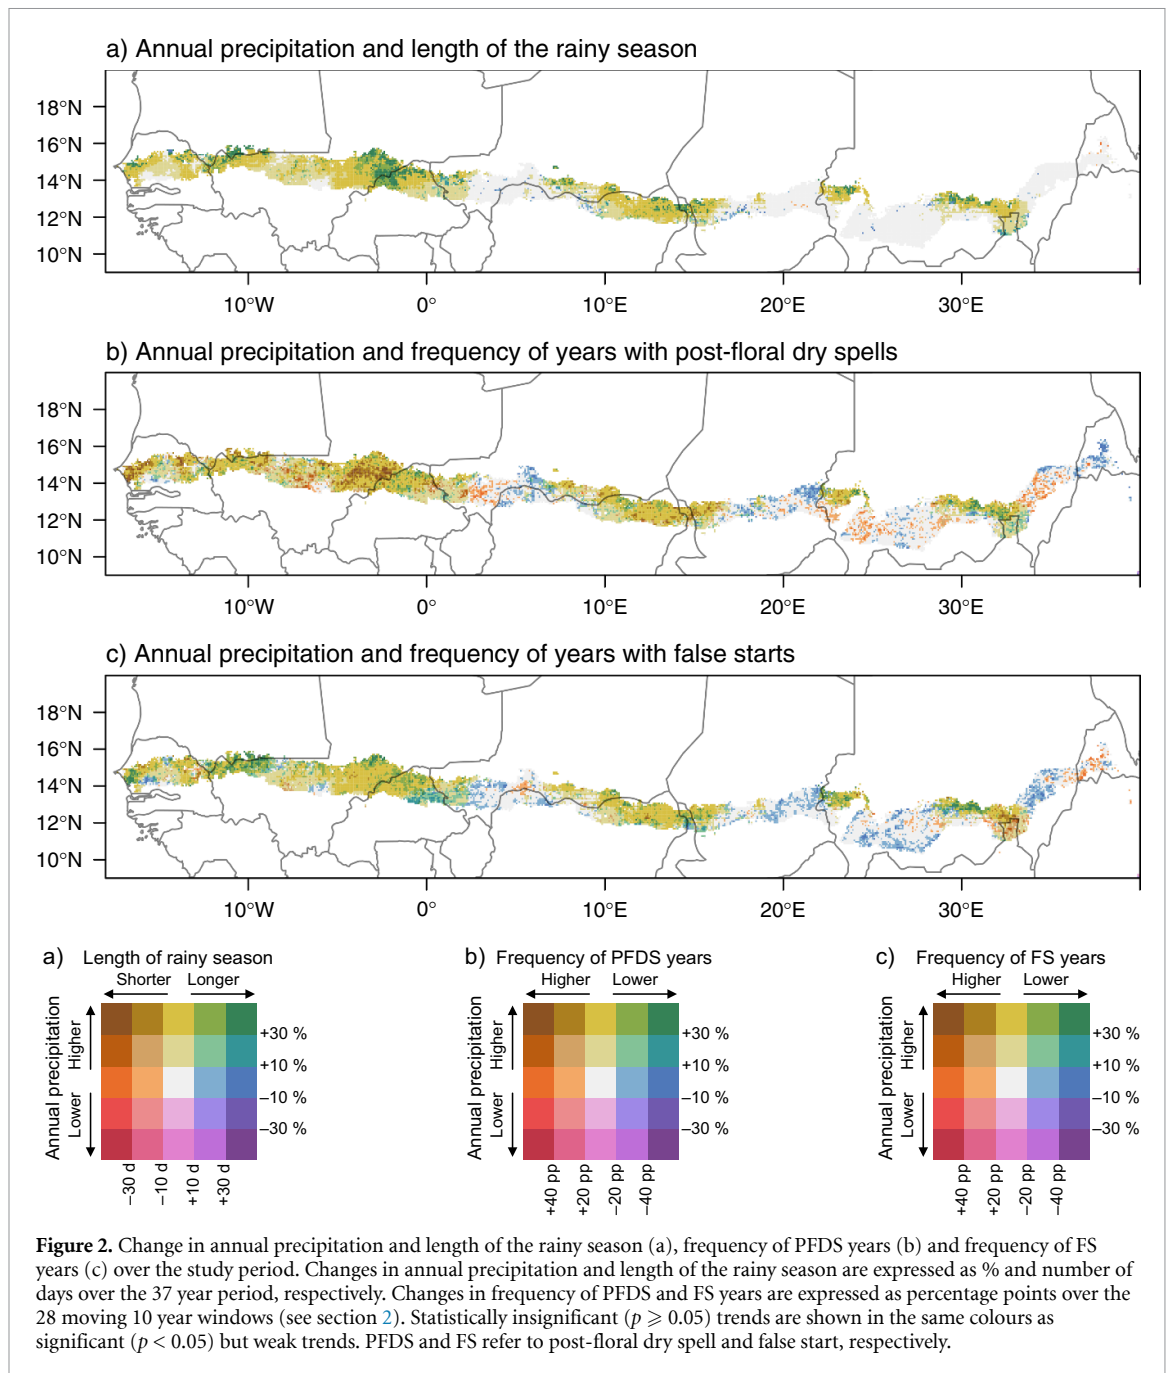 a) Annual precipitation and length of the rainy season
18°N
16°N
14°N
12°N
10°N
10°W 0° 10°E 20°E 30°E
b) Annual precipitation and frequency of years with post-floral dry spells
18°N
16°N
14°N
12°N
10°N
10°W 0° 10°E 20°E 30°E
c) Annual precipitation and frequency of years with false starts
18°N
16°N
14°N
12°N
10°N
10°W 0° 10°E 20°E 30°E
a) Length of rainy season
Shorter Longer
Annual precipitation
Higher
Lower
+30 %
+10 %
−10 %
−30 %
−30 d
−10 d
+10 d
+30 d
b) Frequency of PFDS years
Higher Lower
Annual precipitation
Higher
Lower
+30 %
+10 %
−10 %
−30 %
+40 pp
+20 pp
−20 pp
−40 pp
c) Frequency of FS years
Higher Lower
Annual precipitation
Higher
Lower
+30 %
+10 %
−10 %
−30 %
+40 pp
+20 pp
−20 pp
−40 pp
Figure 2. Change in annual precipitation and length of the rainy season (a), frequency of PFDS years (b) and frequency of FS
years (c) over the study period. Changes in annual precipitation and length of the rainy season are expressed as % and number of
days over the 37 year period, respectively. Changes in frequency of PFDS and FS years are expressed as percentage points over the
28 moving 10 year windows (see section 2). Statistically insignificant (p ⩾ 0.05) trends are shown in the same colours as
significant (p < 0.05) but weak trends. PFDS and FS refer to post-floral dry spell and false start, respectively.